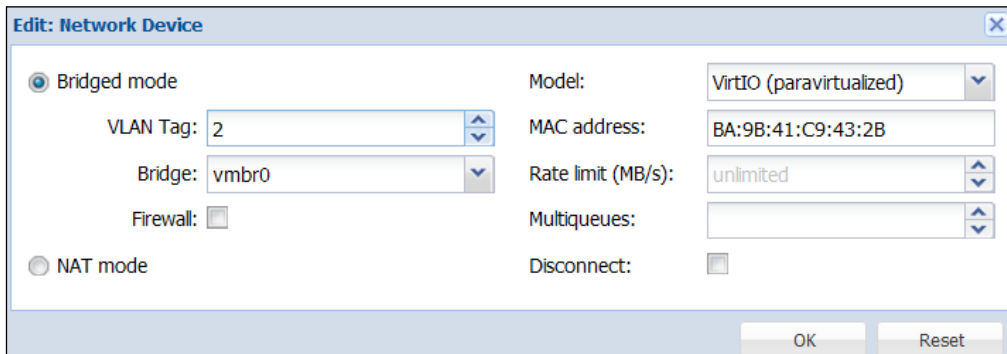 Edit: Network Device
Bridged mode
VLAN Tag: 2
Bridge: vmbr0
Firewall:
NAT mode
Model: VirtIO (paravirtualized)
MAC address: BA:9B:41:C9:43:2B
Rate limit (MB/s): unlimited
Multiqueues:
Disconnect:
OK Reset